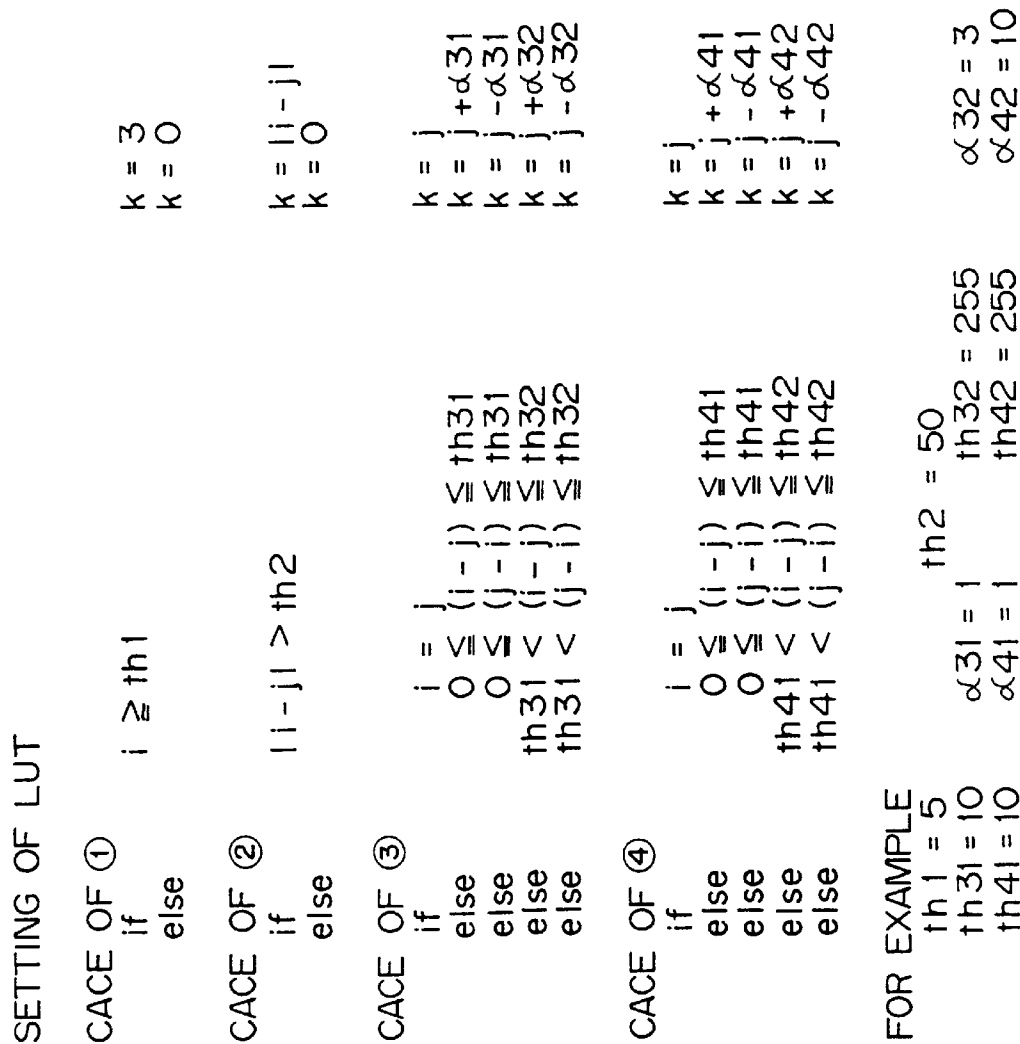 SETTING OF LUT
CACE OF ①
if i ≧ th1 k = 3
else k = 0
CACE OF ②
if |i - j| > th2 k = |i - j|
else k = 0
CACE OF ③
if i = j k = j
else 0 ≦ (i - j) ≦ th31 k = j +α31
else 0 ≦ (j - i) ≦ th31 k = j -α31
else th31 < (i - j) ≦ th32 k = j +α32
else th31 < (j - i) ≦ th32 k = j -α32
CACE OF ④
if i = j k = j
else 0 ≦ (i - j) ≦ th41 k = j +α41
else 0 ≦ (j - i) ≦ th41 k = j -α41
else th41 < (i - j) ≦ th42 k = j +α42
else th41 < (j - i) ≦ th42 k = j -α42
FOR EXAMPLE
th1 = 5 th2 = 50
th31 = 10 α31 = 1 th32 = 255 α32 = 3
th41 = 10 α41 = 1 th42 = 255 α42 = 10